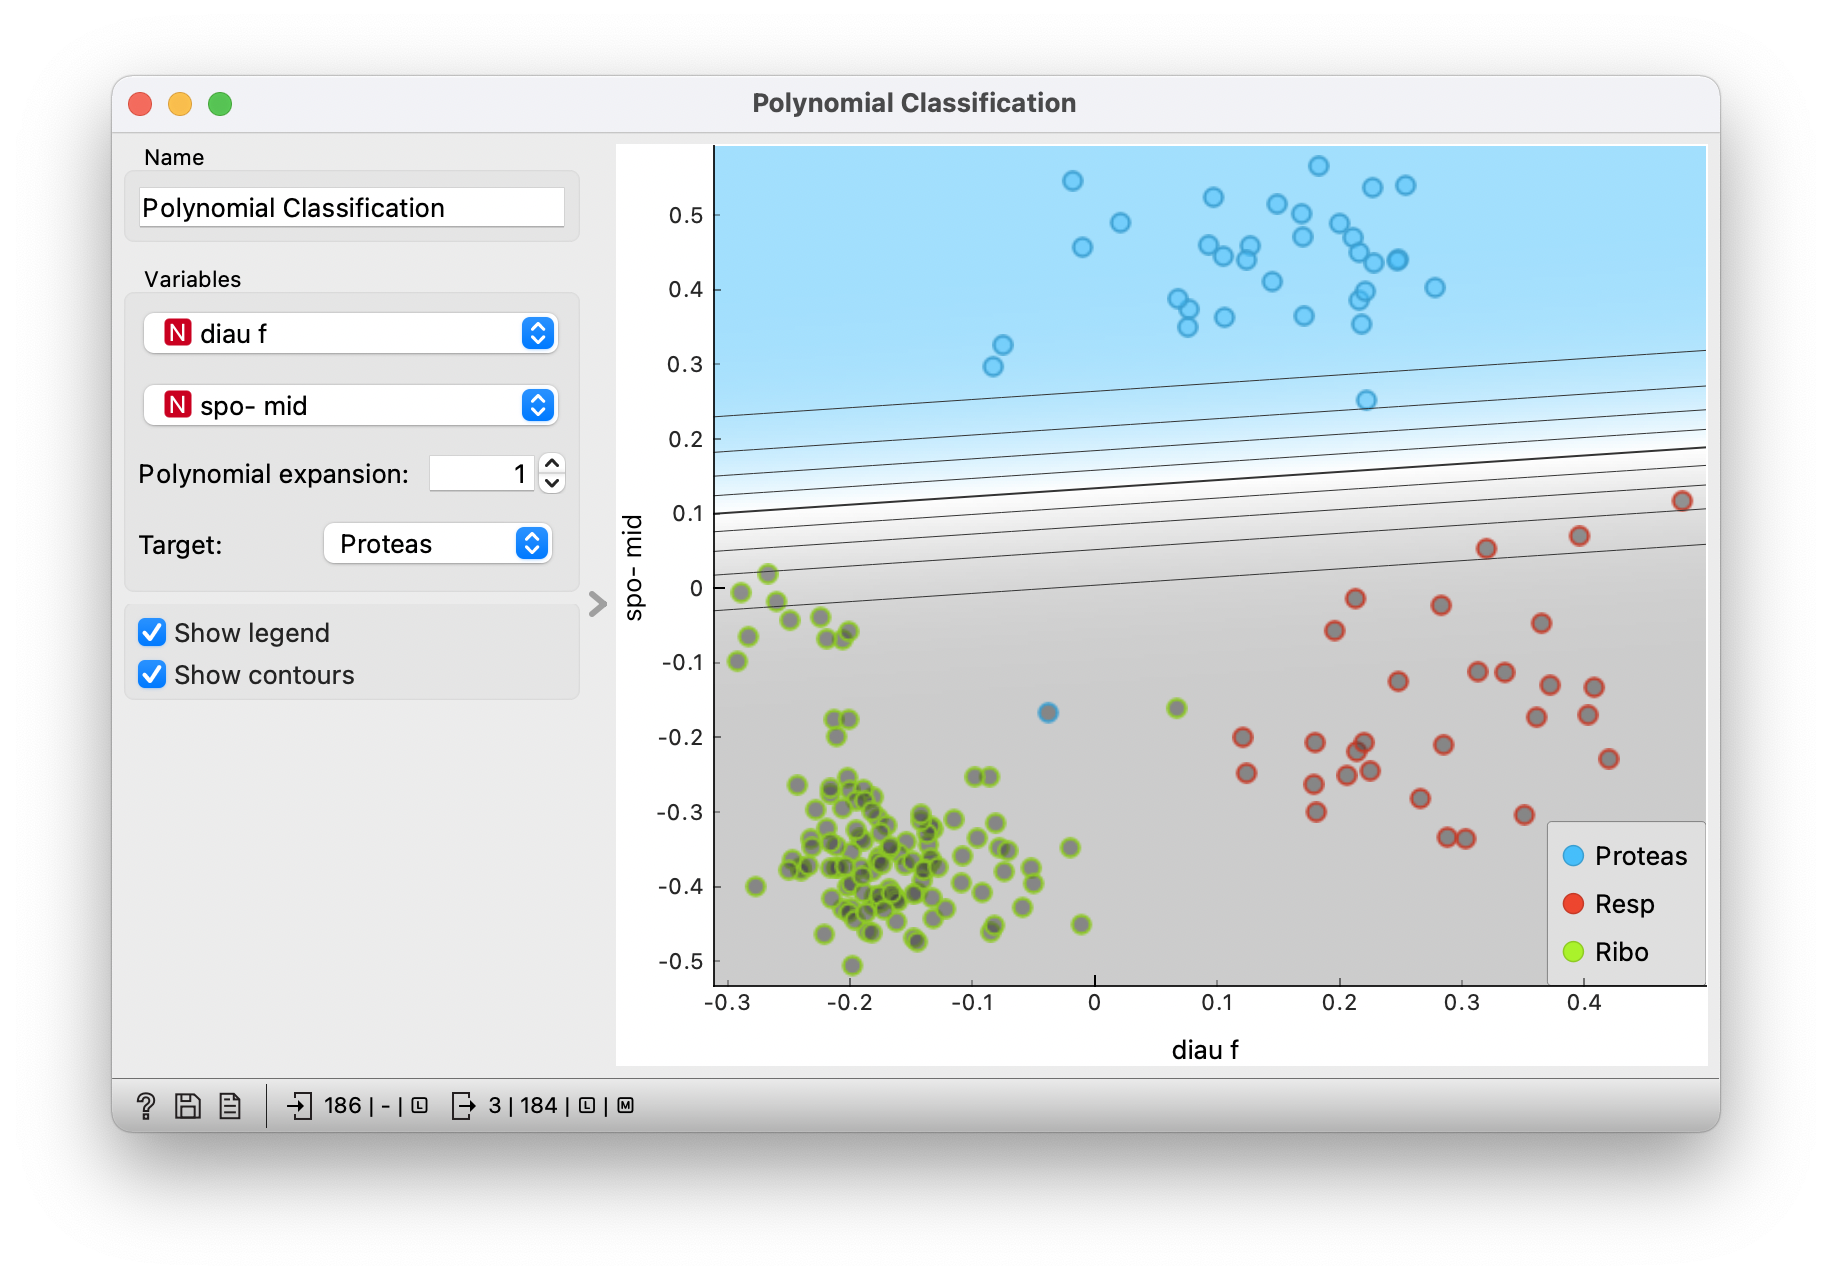 Polynomial Classification
Name
Polynomial Classification
Variables
N diau f
N spo- mid
Polynomial expansion: 1
Target: Proteas
Show legend
Show contours
0.5
0.4
0.3
0.2
0.1
0
-0.1
-0.2
-0.3
-0.4
-0.5
spo- mid
-0.3 -0.2 -0.1 0 0.1 0.2 0.3 0.4
diau f
Proteas
Resp
Ribo
? 186 | - | L 3 | 184 | L | M